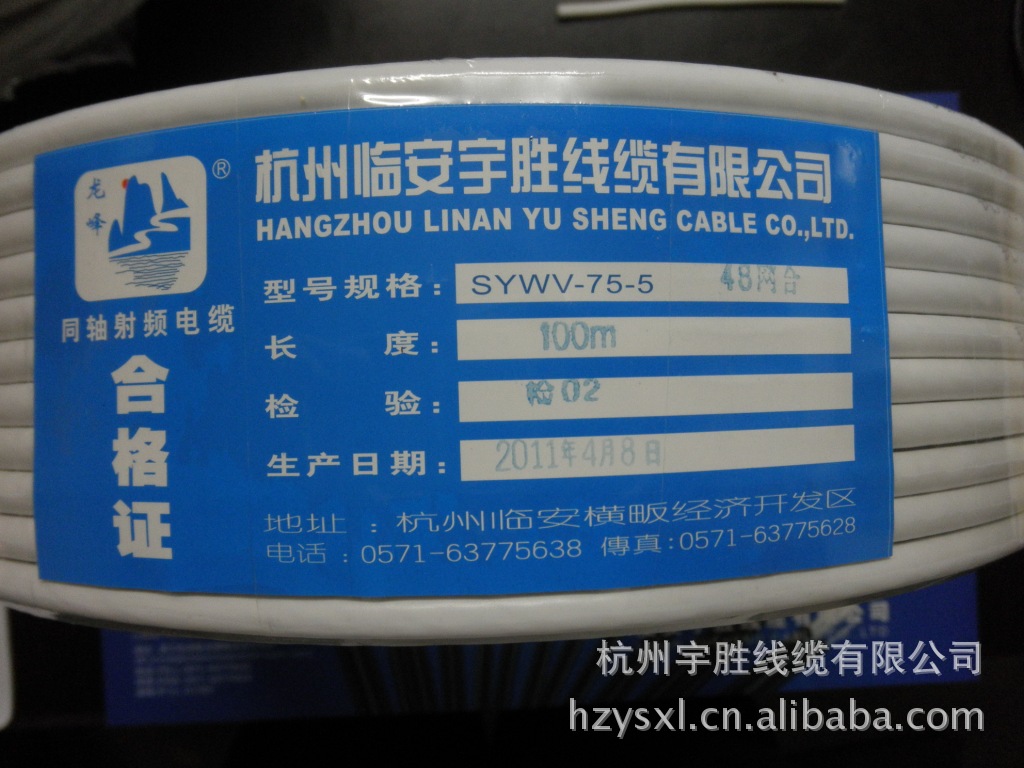 龙峰
®
同轴射频电缆
合格证
杭州临安宇胜线缆有限公司
HANGZHOU LINAN YU SHENG CABLE CO.,LTD.
型号规格: SYWV-75-5 48网合
长 度: 100m
检 验: 检02
生产日期: 2011年4月8日
地址:杭州临安横畈经济开发区
电话:0571-63775638 傳真:0571-63775628
杭州宇胜线缆有限公司
hzysxl.cn.alibaba.com